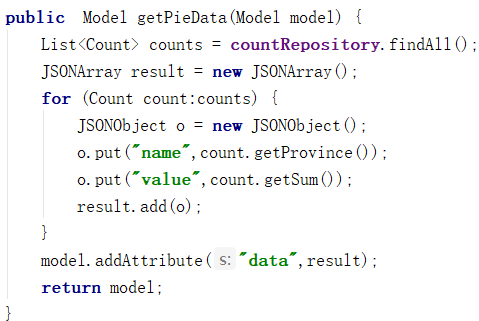 public  Model getPieData(Model model) {
    List<Count> counts = countRepository.findAll();
    JSONArray result = new JSONArray();
    for (Count count:counts) {
        JSONObject o = new JSONObject();
        o.put("name",count.getProvince());
        o.put("value",count.getSum());
        result.add(o);
    }
    model.addAttribute( s: "data",result);
    return model;
}